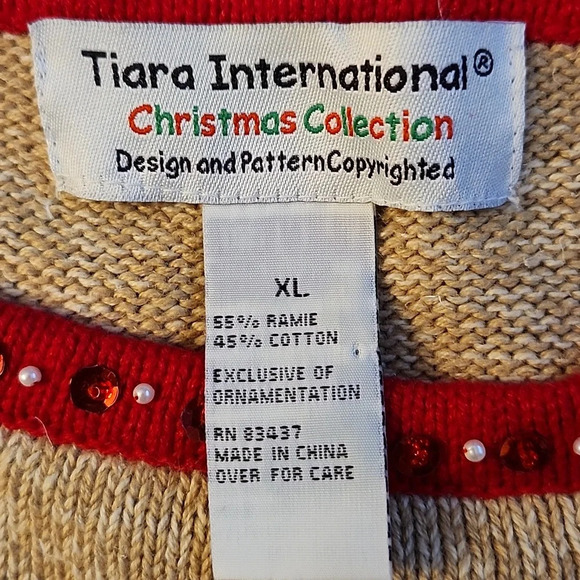 Tiara International®
Christmas Collection
Design and Pattern Copyrighted
XL
55% RAMIE
45% COTTON
EXCLUSIVE OF
ORNAMENTATION
RN 83437
MADE IN CHINA
OVER FOR CARE